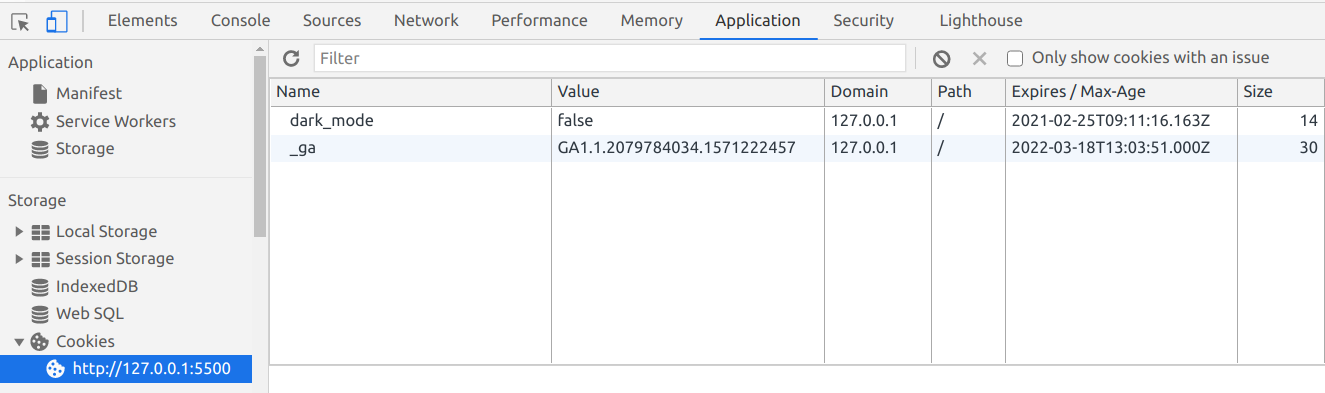 Elements Console Sources Network Performance Memory Application Security Lighthouse
Application
Manifest
Service Workers
Storage
Storage
Local Storage
Session Storage
IndexedDB
Web SQL
Cookies
http://127.0.0.1:5500
Filter Only show cookies with an issue
Name Value Domain Path Expires / Max-Age Size
dark_mode false 127.0.0.1 / 2021-02-25T09:11:16.163Z 14
_ga GA1.1.2079784034.1571222457 127.0.0.1 / 2022-03-18T13:03:51.000Z 30